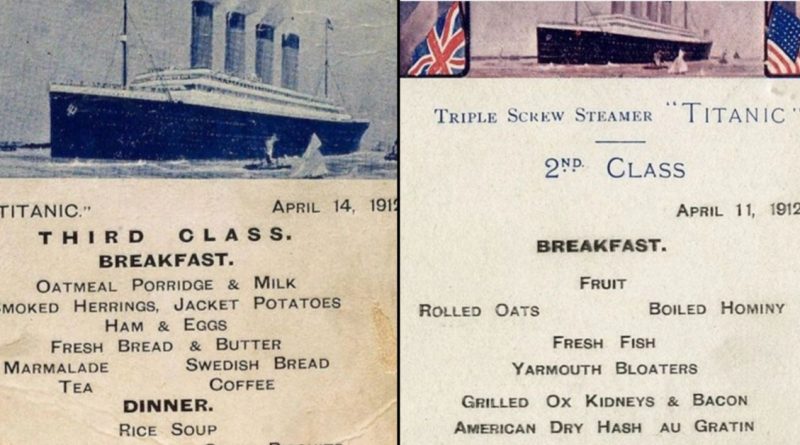 TITANIC."
APRIL 14, 1912
THIRD CLASS.
BREAKFAST.
OATMEAL PORRIDGE & MILK
SMOKED HERRINGS, JACKET POTATOES
HAM & EGGS
FRESH BREAD & BUTTER
MARMALADE SWEDISH BREAD
TEA COFFEE
DINNER.
RICE SOUP
TRIPLE SCREW STEAMER "TITANIC"
2ND. CLASS
APRIL 11, 1912
BREAKFAST.
FRUIT
ROLLED OATS BOILED HOMINY
FRESH FISH
YARMOUTH BLOATERS
GRILLED OX KIDNEYS & BACON
AMERICAN DRY HASH AU GRATIN